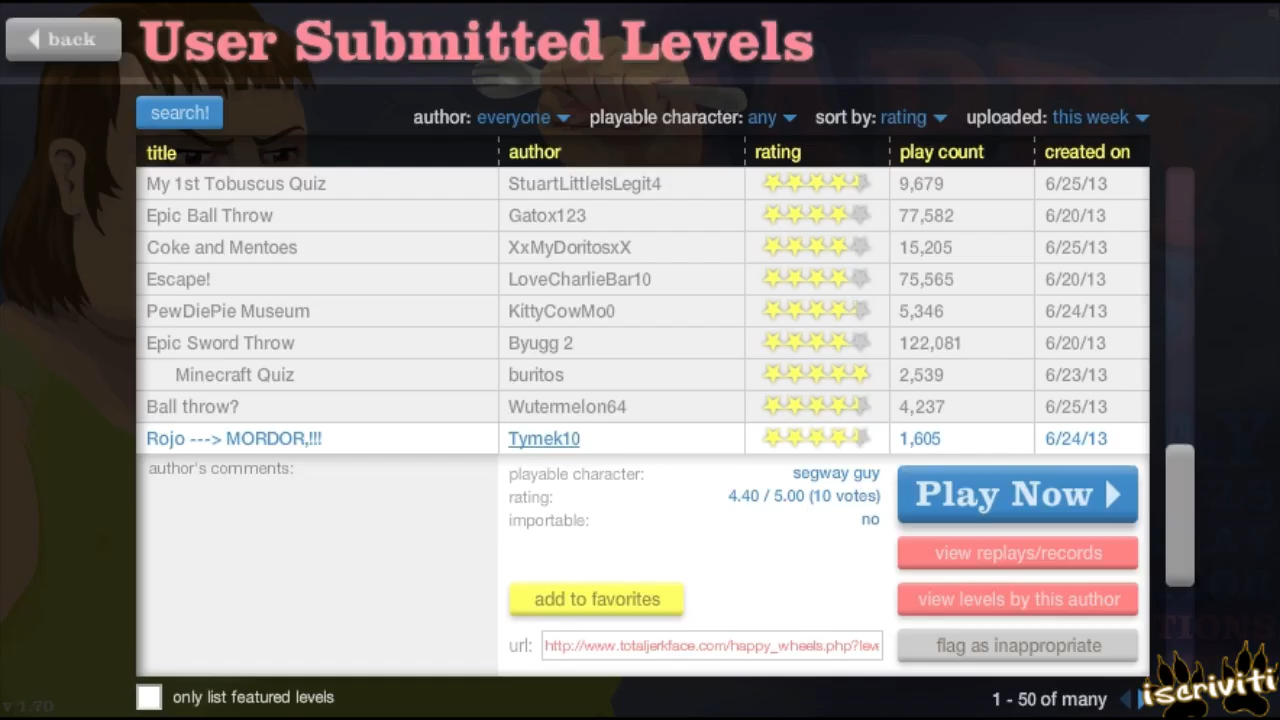 back
User Submitted Levels
search!
author: everyone playable character: any sort by: rating uploaded: this week
title author rating play count created on
My 1st Tobuscus Quiz StuartLittleIsLegit4 9,679 6/25/13
Epic Ball Throw Gatox123 77,582 6/20/13
Coke and Mentoes XxMyDoritosxX 15,205 6/25/13
Escape! LoveCharlieBar10 75,565 6/20/13
PewDiePie Museum KittyCowMo0 5,346 6/24/13
Epic Sword Throw Byugg 2 122,081 6/20/13
Minecraft Quiz buritos 2,539 6/23/13
Ball throw? Wutermelon64 4,237 6/25/13
Rojo ---> MORDOR,!!! Tymek10 1,605 6/24/13
author's comments:
playable character: segway guy
rating: 4.40 / 5.00 (10 votes)
importable: no
Play Now
view replays/records
add to favorites
view levels by this author
url: http://www.totaljerkface.com/happy_wheels.php?leve
flag as inappropriate
only list featured levels
1 - 50 of many
v 1.70
iscriviti